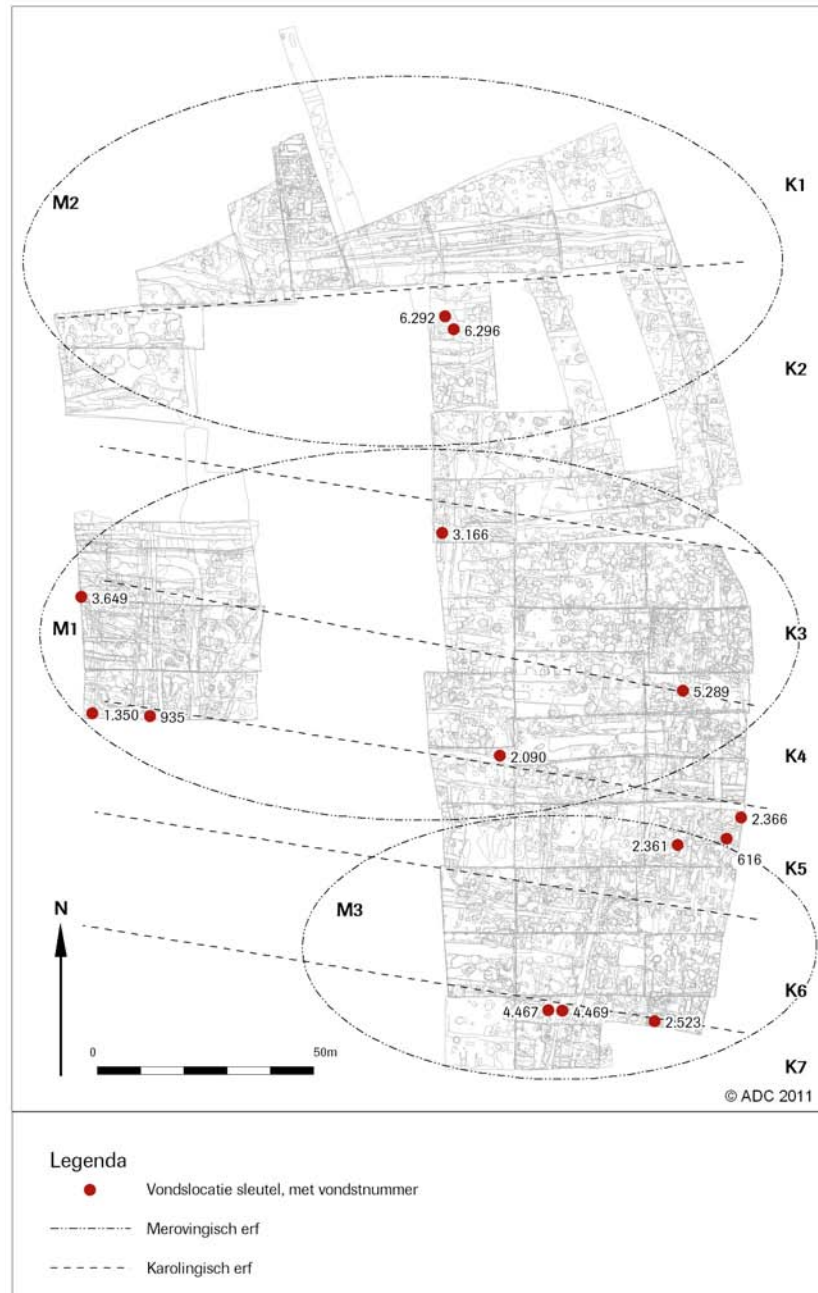 K1
M2
6.292
6.296
K2
3.166
3.649
M1
K3
5.289
1.350
935
2.090
K4
2.366
2.361
616
K5
M3
N
K6
4.467
4.469
2.523
0
50m
K7
© ADC 2011
Legenda
Vondslocatie sleutel, met vondstnummer
Merovingisch erf
Karolingisch erf